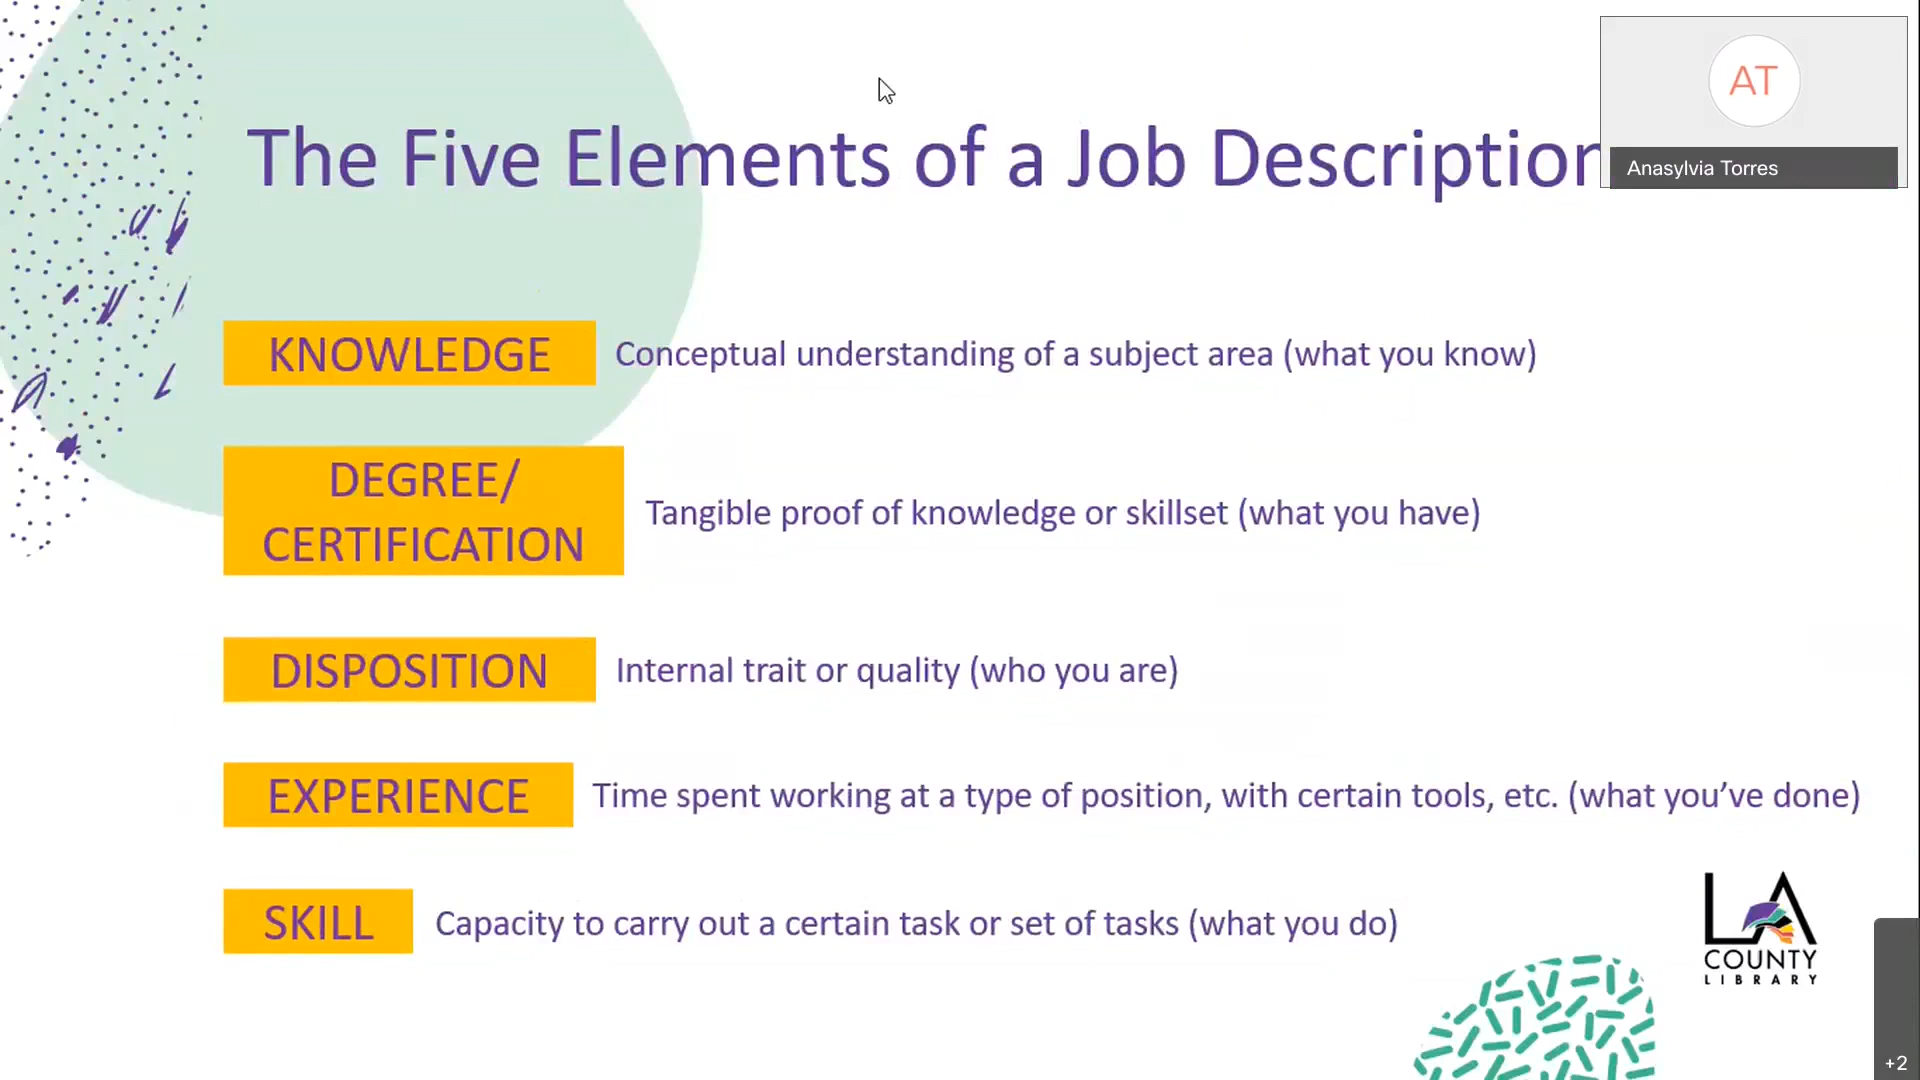 AT
Anasylvia Torres
The Five Elements of a Job Description
KNOWLEDGE
Conceptual understanding of a subject area (what you know)
DEGREE/
CERTIFICATION
Tangible proof of knowledge or skillset (what you have)
DISPOSITION
Internal trait or quality (who you are)
EXPERIENCE
Time spent working at a type of position, with certain tools, etc. (what you’ve done)
SKILL
Capacity to carry out a certain task or set of tasks (what you do)
LA
COUNTY
LIBRARY
+2